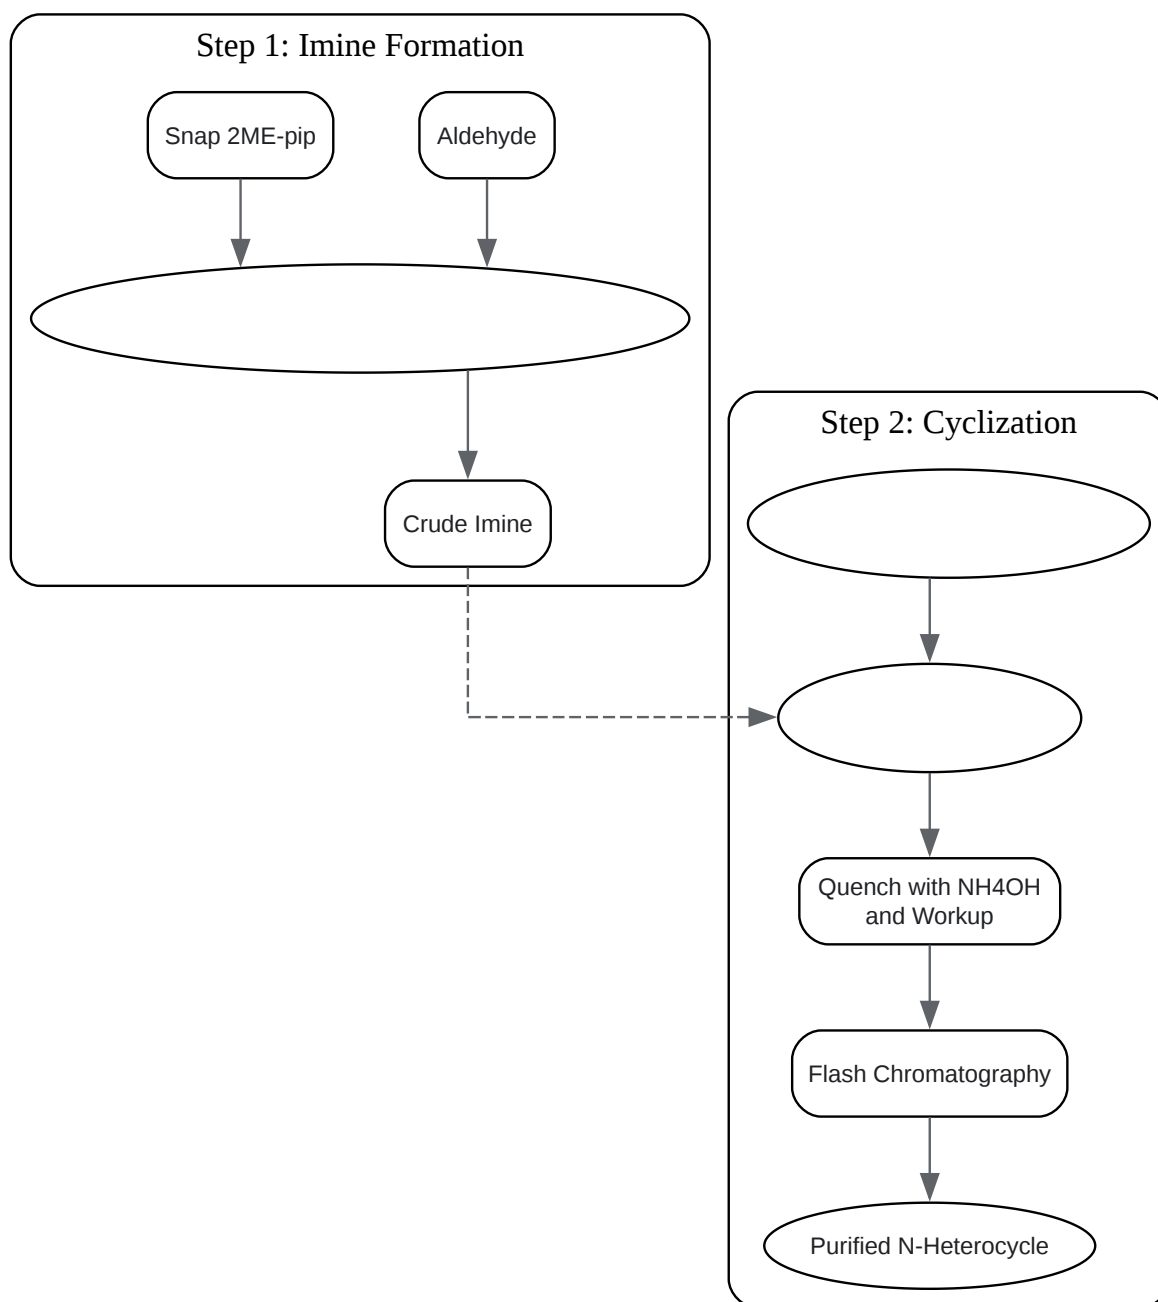 Step 1: Imine Formation
Snap 2ME-pip
Aldehyde
Crude Imine
Step 2: Cyclization
Quench with NH4OH
and Workup
Flash Chromatography
Purified N-Heterocycle